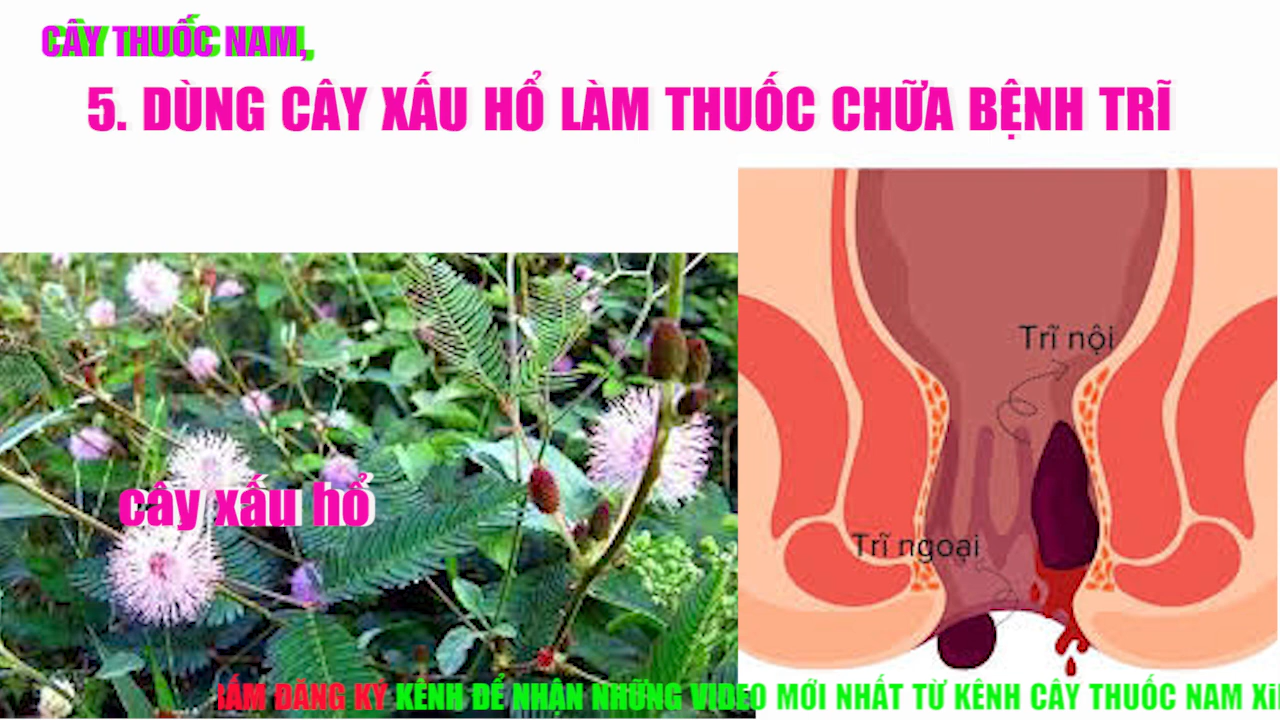 CÂY THUỐC NAM,
5. DÙNG CÂY XẤU HỔ LÀM THUỐC CHỮA BỆNH TRĨ
Trĩ nội
cây xấu hổ
Trĩ ngoại
ĐĂNG KÝ KÊNH ĐỂ NHẬN NHỮNG VIDEO MỚI NHẤT TỪ KÊNH CÂY THUỐC NAM